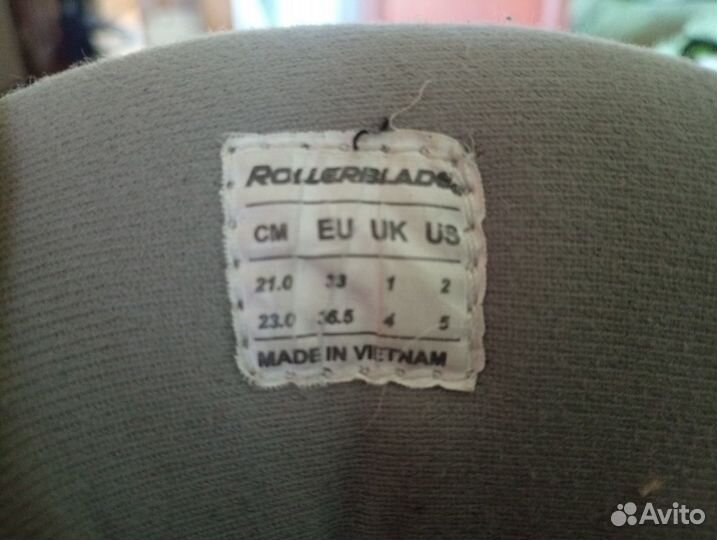 ROLLERBLADE
CM EU UK US
21.0 33 1 2
23.0 36.5 4 5
MADE IN VIETNAM
Avito